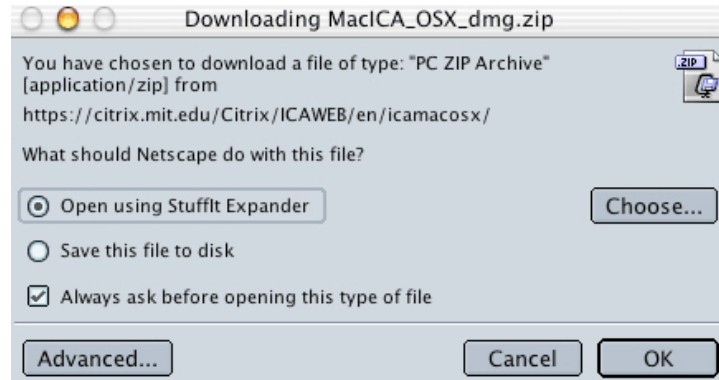 Downloading MacICA_OSX_dmg.zip
You have chosen to download a file of type: "PC ZIP Archive"
[application/zip] from
.ZIP
https://citrix.mit.edu/Citrix/ICAWEB/en/icamacosx/
What should Netscape do with this file?
Open using StuffIt Expander
Choose...
Save this file to disk
Always ask before opening this type of file
Advanced...
Cancel
OK